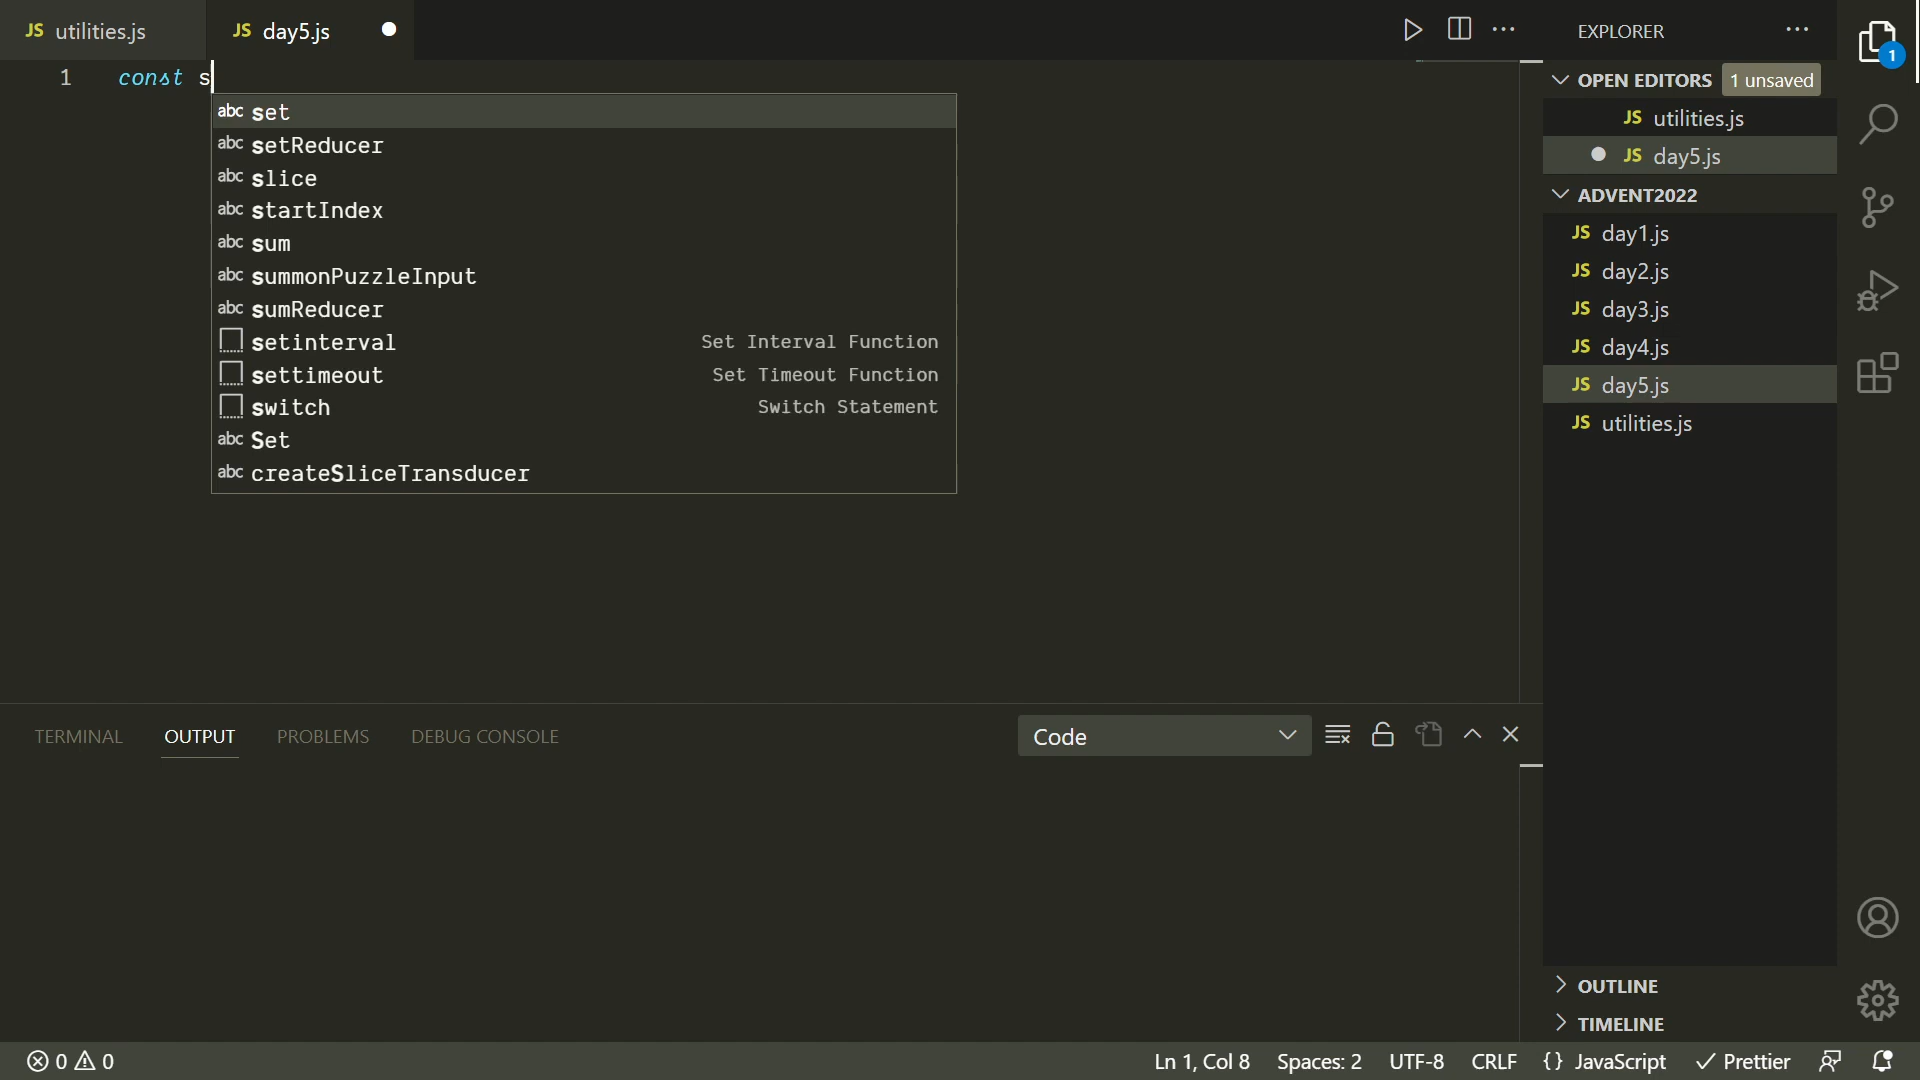 JS utilities.js
JS day5.js
1 const s
abc set
abc setReducer
abc slice
abc startIndex
abc sum
abc summonPuzzleInput
abc sumReducer
setinterval Set Interval Function
settimeout Set Timeout Function
switch Switch Statement
abc Set
abc createSliceTransducer
TERMINAL OUTPUT PROBLEMS DEBUG CONSOLE
Code
EXPLORER
OPEN EDITORS 1 unsaved
JS utilities.js
JS day5.js
ADVENT2022
JS day1.js
JS day2.js
JS day3.js
JS day4.js
JS day5.js
JS utilities.js
OUTLINE
TIMELINE
1
0 0
Ln 1, Col 8 Spaces: 2 UTF-8 CRLF {} JavaScript Prettier